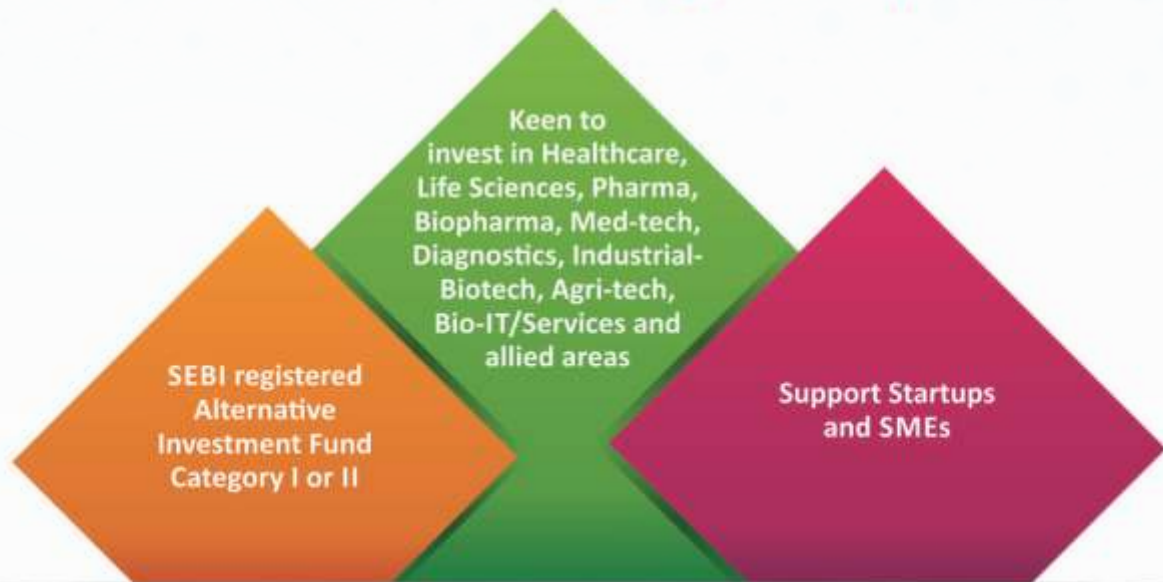 Keen to
invest in Healthcare,
Life Sciences, Pharma,
Biopharma, Med-tech,
Diagnostics, Industrial-
Biotech, Agri-tech,
Bio-IT/Services and
allied areas
SEBI registered
Alternative
Investment Fund
Category I or II
Support Startups
and SMEs